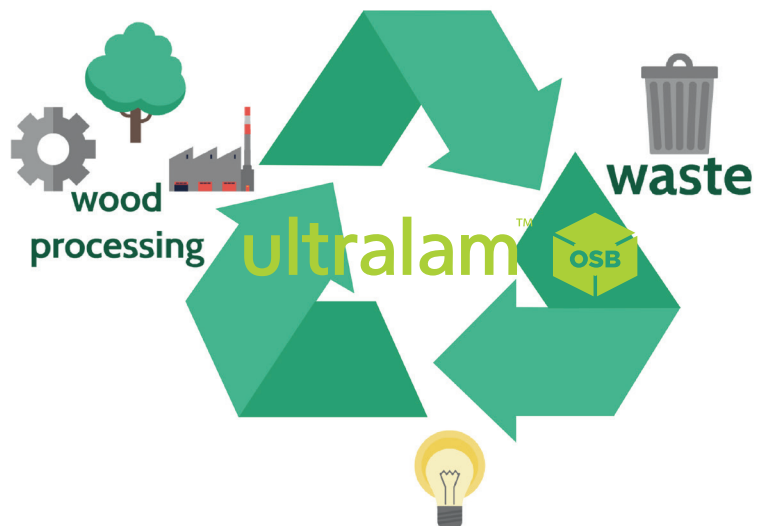 wood
processing
waste
ultralam™
OSB